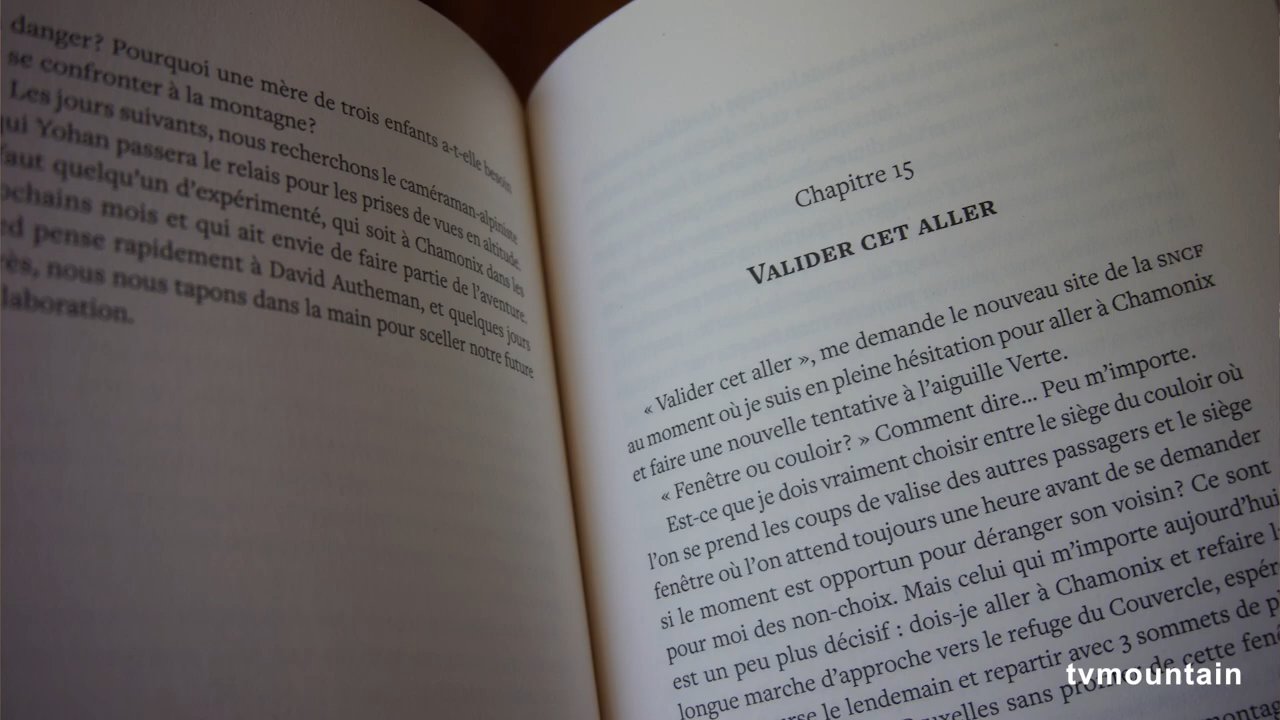 danger? Pourquoi une mère de trois enfants a-t-elle besoin
se confronter à la montagne?
Les jours suivants, nous recherchons le caméraman-alpiniste
qui Yohan passera le relais pour les prises de vues en altitude.
faut quelqu'un d'expérimenté, qui soit à Chamonix dans les
ochains mois et qui ait envie de faire partie de l'aventure.
ed pense rapidement à David Autheman, et quelques jours
rès, nous nous tapons dans la main pour sceller notre future
laboration.
Chapitre 15
VALIDER CET ALLER
« Valider cet aller », me demande le nouveau site de la SNCF
au moment où je suis en pleine hésitation pour aller à Chamonix
et faire une nouvelle tentative à l'aiguille Verte.
« Fenêtre ou couloir? » Comment dire... Peu m'importe.
Est-ce que je dois vraiment choisir entre le siège du couloir où
l'on se prend les coups de valise des autres passagers et le siège
fenêtre où l'on attend toujours une heure avant de se demander
si le moment est opportun pour déranger son voisin? Ce sont
pour moi des non-choix. Mais celui qui m'importe aujourd'hui
est un peu plus décisif : dois-je aller à Chamonix et refaire l
longue marche d'approche vers le refuge du Couvercle, espér
rse le lendemain et repartir avec 3 sommets de p
uxelles sans de cette fen
montag
tvmountain